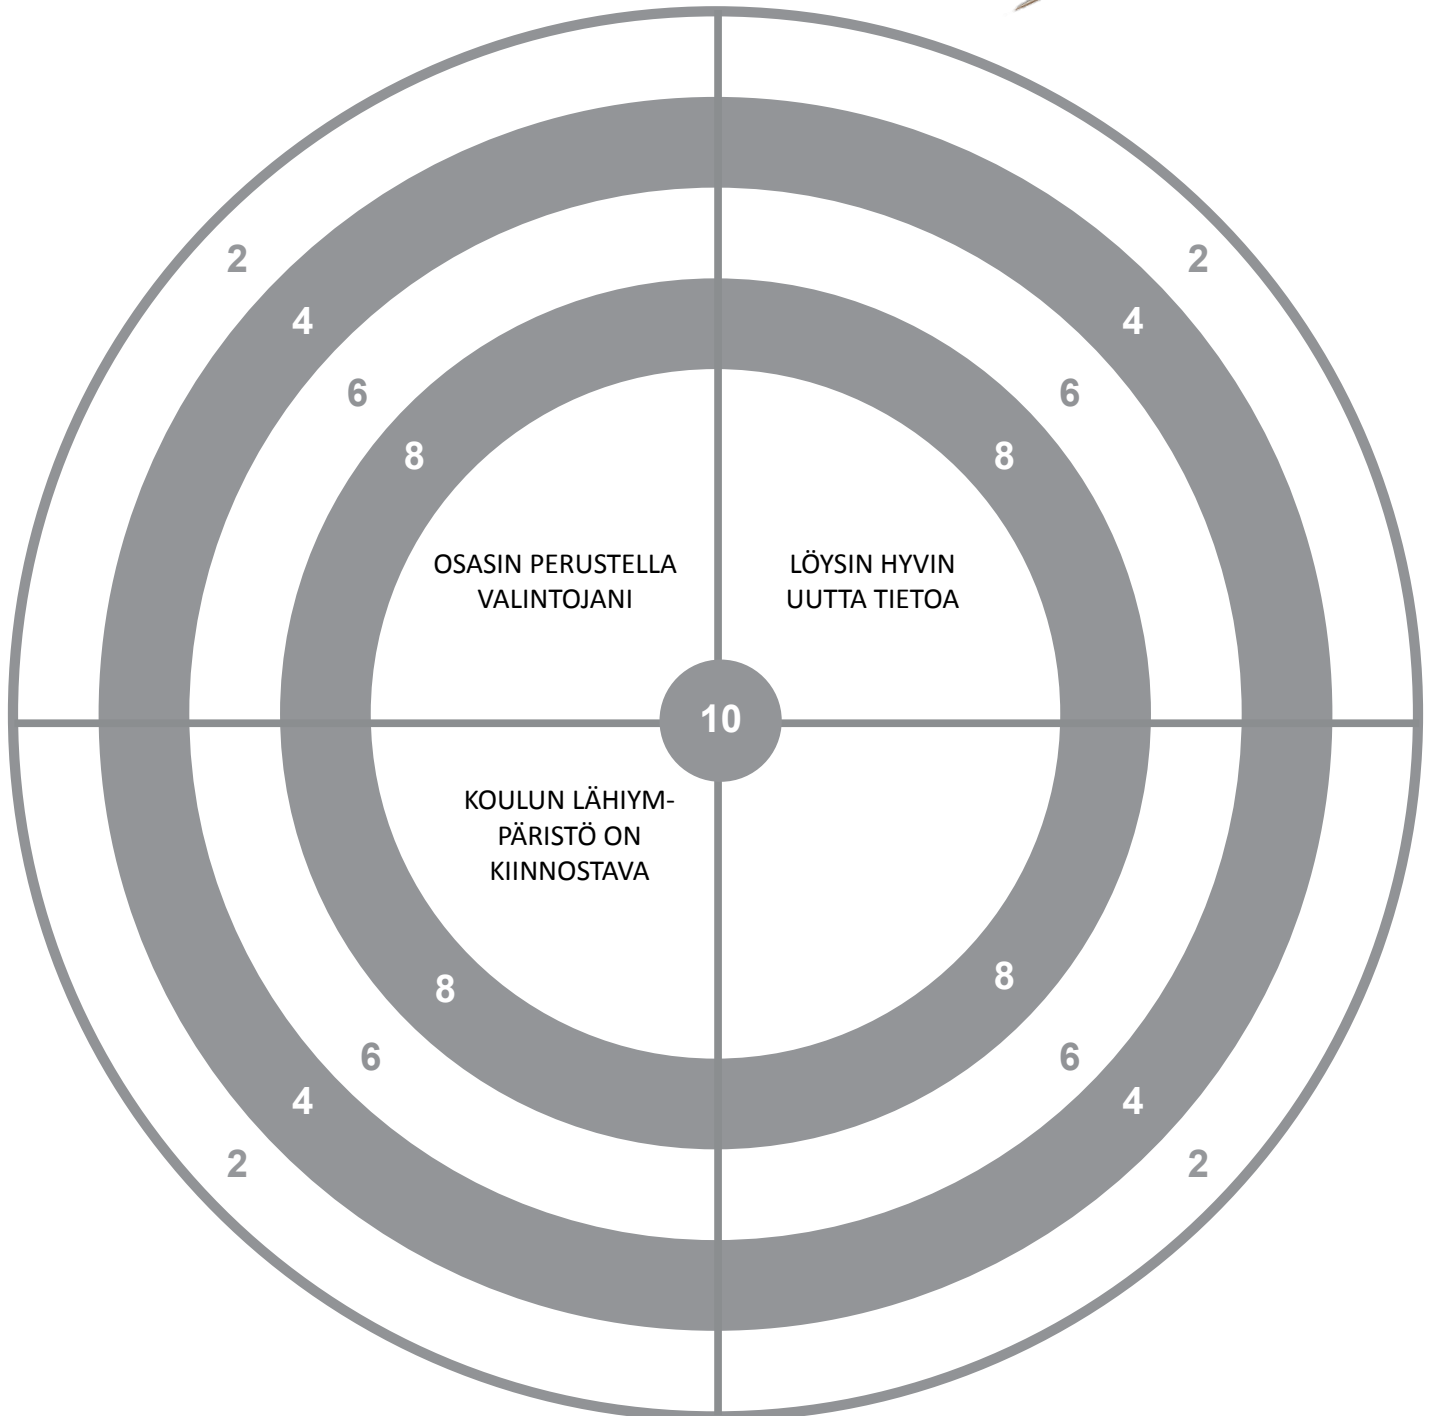 2 2
4 4
6 6
8 8
OSASIN PERUSTELLA
VALINTOJANI
LÖYSIN HYVIN
UUTTA TIETOA
10
KOULUN LÄHIYM-
PÄRISTÖ ON
KIINNOSTAVA
8 8
6 6
4 4
2 2